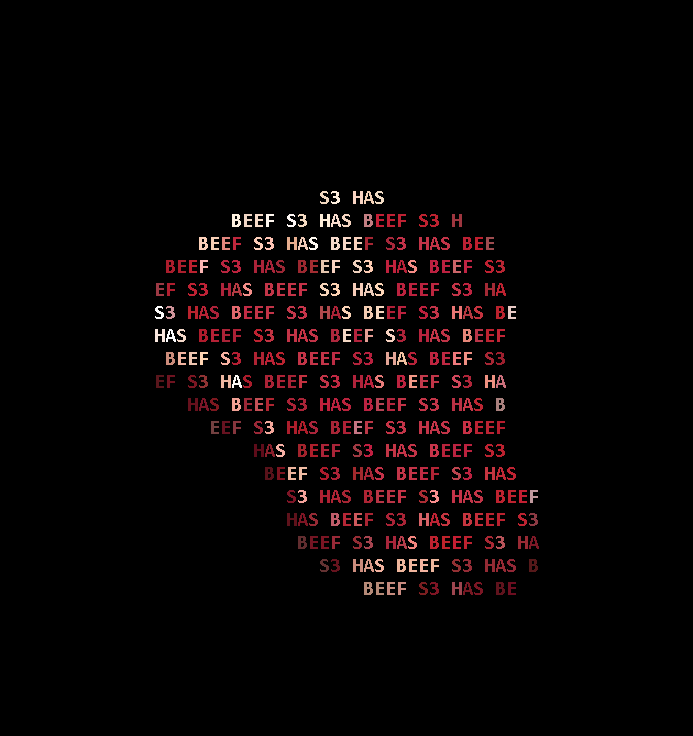 S3 HAS
BEEF S3 HAS BEEF S3 H
BEEF S3 HAS BEEF S3 HAS BEE
BEEF S3 HAS BEEF S3 HAS BEEF S3
EF S3 HAS BEEF S3 HAS BEEF S3 HA
S3 HAS BEEF S3 HAS BEEF S3 HAS BE
HAS BEEF S3 HAS BEEF S3 HAS BEEF
BEEF S3 HAS BEEF S3 HAS BEEF S3
EF S3 HAS BEEF S3 HAS BEEF S3 HA
HAS BEEF S3 HAS BEEF S3 HAS B
EEF S3 HAS BEEF S3 HAS BEEF
HAS BEEF S3 HAS BEEF S3
BEEF S3 HAS BEEF S3 HAS
S3 HAS BEEF S3 HAS BEEF
HAS BEEF S3 HAS BEEF S3
BEEF S3 HAS BEEF S3 HA
S3 HAS BEEF S3 HAS B
BEEF S3 HAS BE